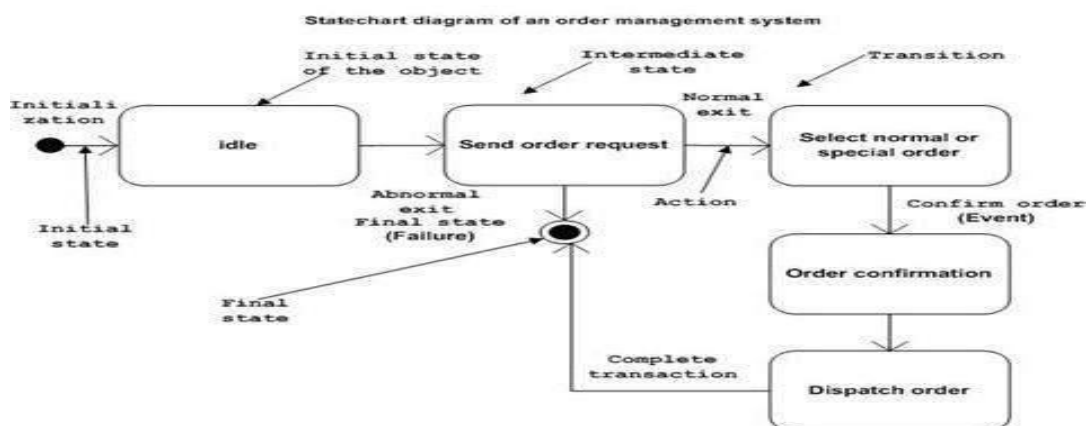 Statechart diagram of an order management system
Initial state
of the object
Intermediate
state
Transition
Initiali
zation
Normal
exit
idle
Send order request
Select normal or
special order
Initial
state
Abnormal
exit
Final state
(Failure)
Action
Confirm order
(Event)
Order confirmation
Final
state
Complete
transaction
Dispatch order